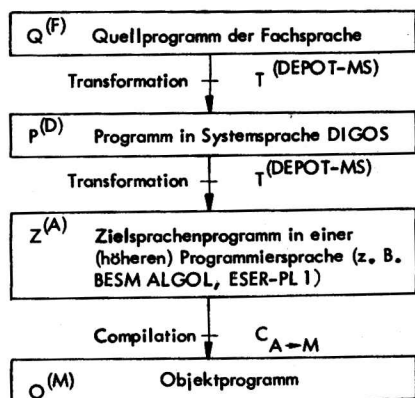 Q(F) Quellprogramm der Fachsprache
Transformation T(DEPOT-MS)
P(D) Programm in Systemsprache DIGOS
Transformation T(DEPOT-MS)
Z(A) Zielsprachenprogramm in einer
(höheren) Programmiersprache (z. B.
BESM ALGOL, ESER-PL 1)
Compilation C A→M
O(M) Objektprogramm